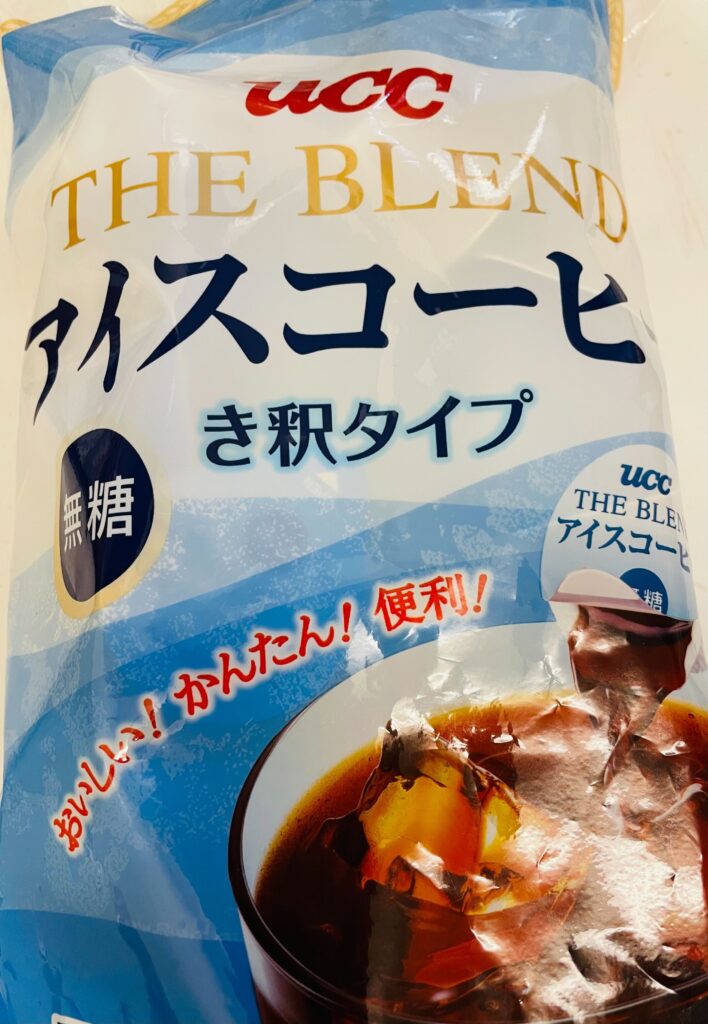 ucc
THE BLEND
アイスコーヒ
き釈タイプ
無糖
ucc
THE BLEN
アイスコーヒ
糖
おいしい！かんたん！便利！